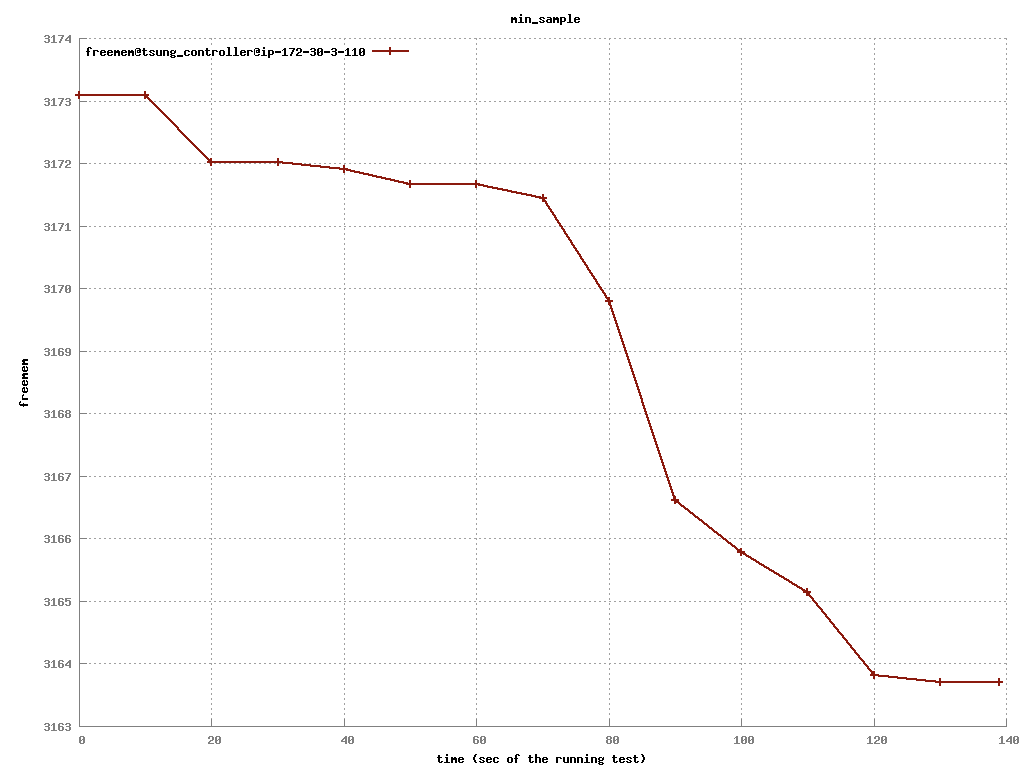 min_sample
freemem@tsung_controller@ip-172-30-3-110
3174
3173
3172
3171
3170
3169
3168
3167
3166
3165
3164
3163
freemem
0 20 40 60 80 100 120 140
time (sec of the running test)